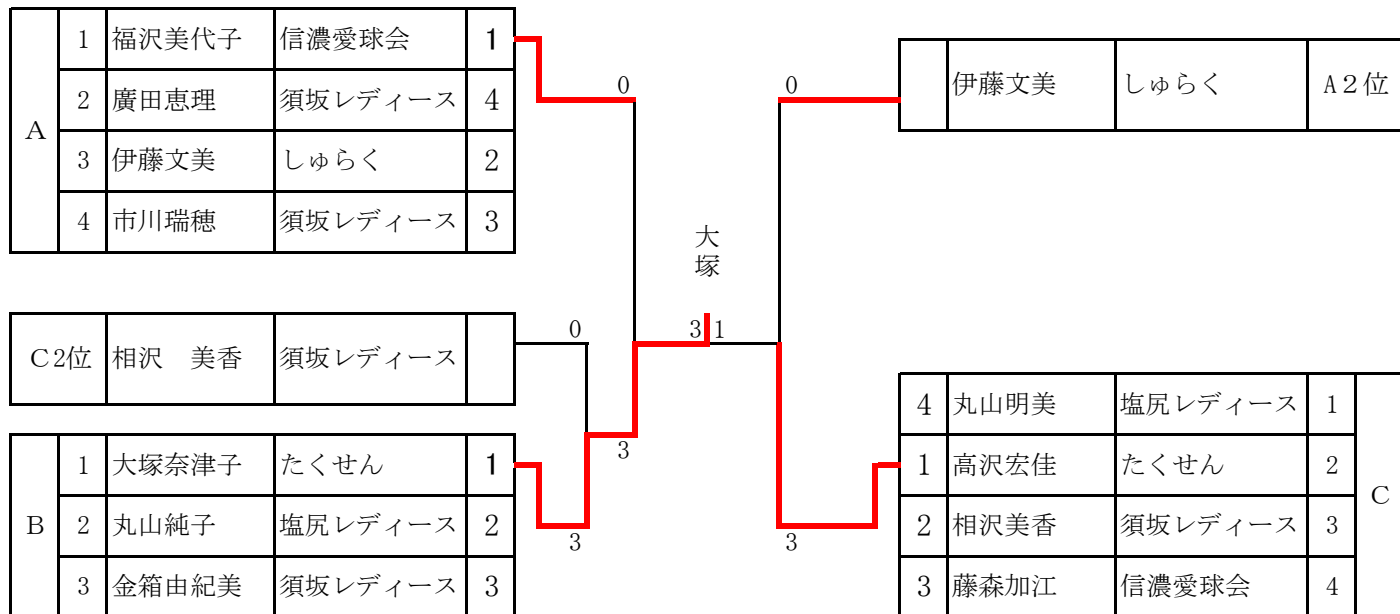 A
1 福沢美代子 信濃愛球会 1
2 廣田恵理 須坂レディース 4
3 伊藤文美 しゅらく 2
4 市川瑞穂 須坂レディース 3
0
0
伊藤文美 しゅらく A2位
大塚
C2位 相沢　美香 須坂レディース
0
3 1
3
B
1 大塚奈津子 たくせん 1
2 丸山純子 塩尻レディース 2
3 金箱由紀美 須坂レディース 3
3
3
4 丸山明美 塩尻レディース 1
1 高沢宏佳 たくせん 2
2 相沢美香 須坂レディース 3
3 藤森加江 信濃愛球会 4
C